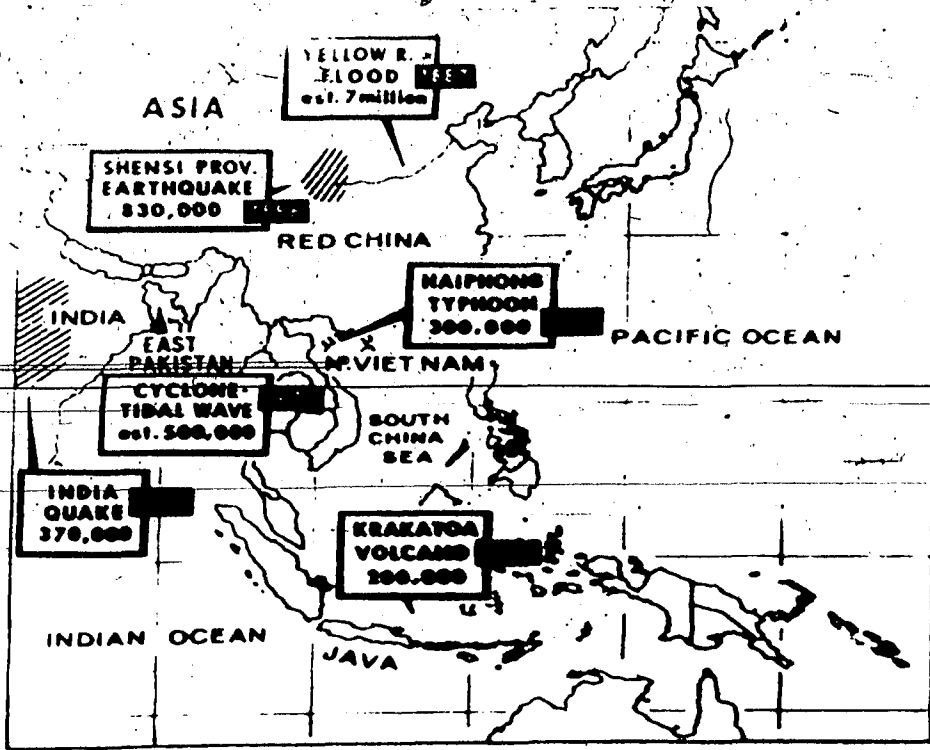 YELLOW R.
FLOOD
est. 7 million
ASIA
SHENSI PROV.
EARTHQUAKE
830,000
RED CHINA
HAIPHONG
TYPHOON
300,000
PACIFIC OCEAN
INDIA
EAST
PAKISTAN
N. VIET NAM
CYCLONE-
TIDAL WAVE
est. 500,000
SOUTH
CHINA
SEA
INDIA
QUAKE
370,000
KRAKATOA
VOLCANO
200,000
INDIAN OCEAN
JAVA